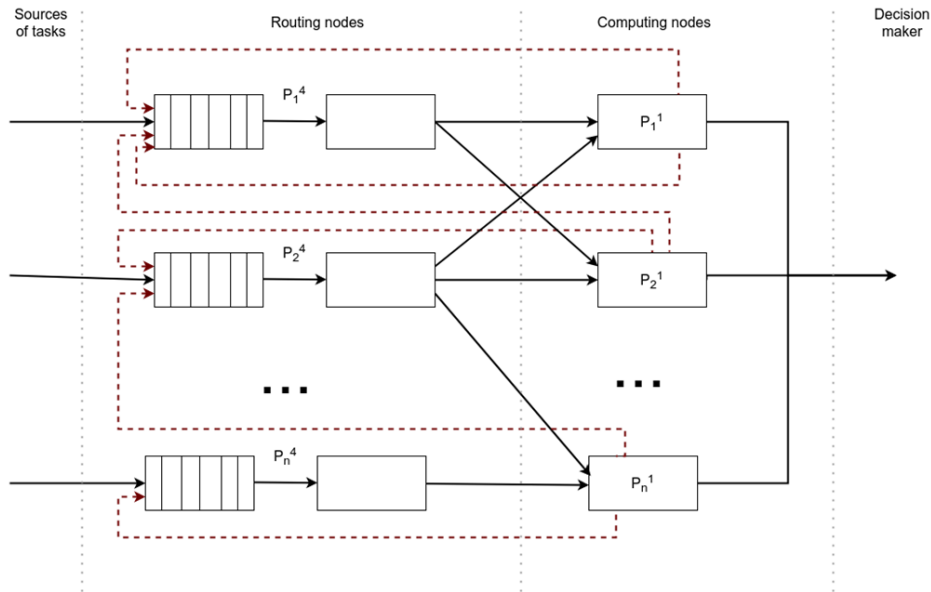 Sources
of tasks
Routing nodes
Computing nodes
Decision
maker
P₁⁴
P₁¹
P₂⁴
P₂¹
Pₙ⁴
Pₙ¹